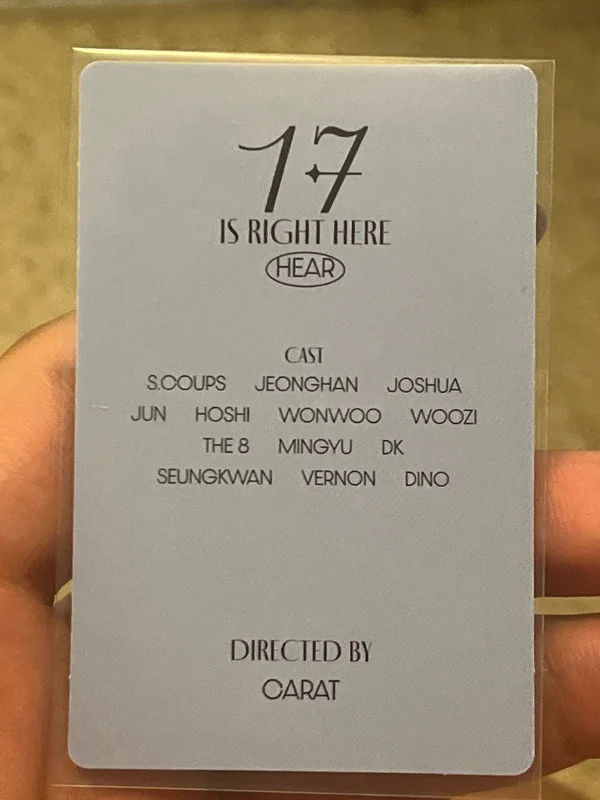 17
IS RIGHT HERE
HEAR
CAST
S.COUPS JEONGHAN JOSHUA
JUN HOSHI WONWOO WOOZI
THE 8 MINGYU DK
SEUNGKWAN VERNON DINO
DIRECTED BY
CARAT